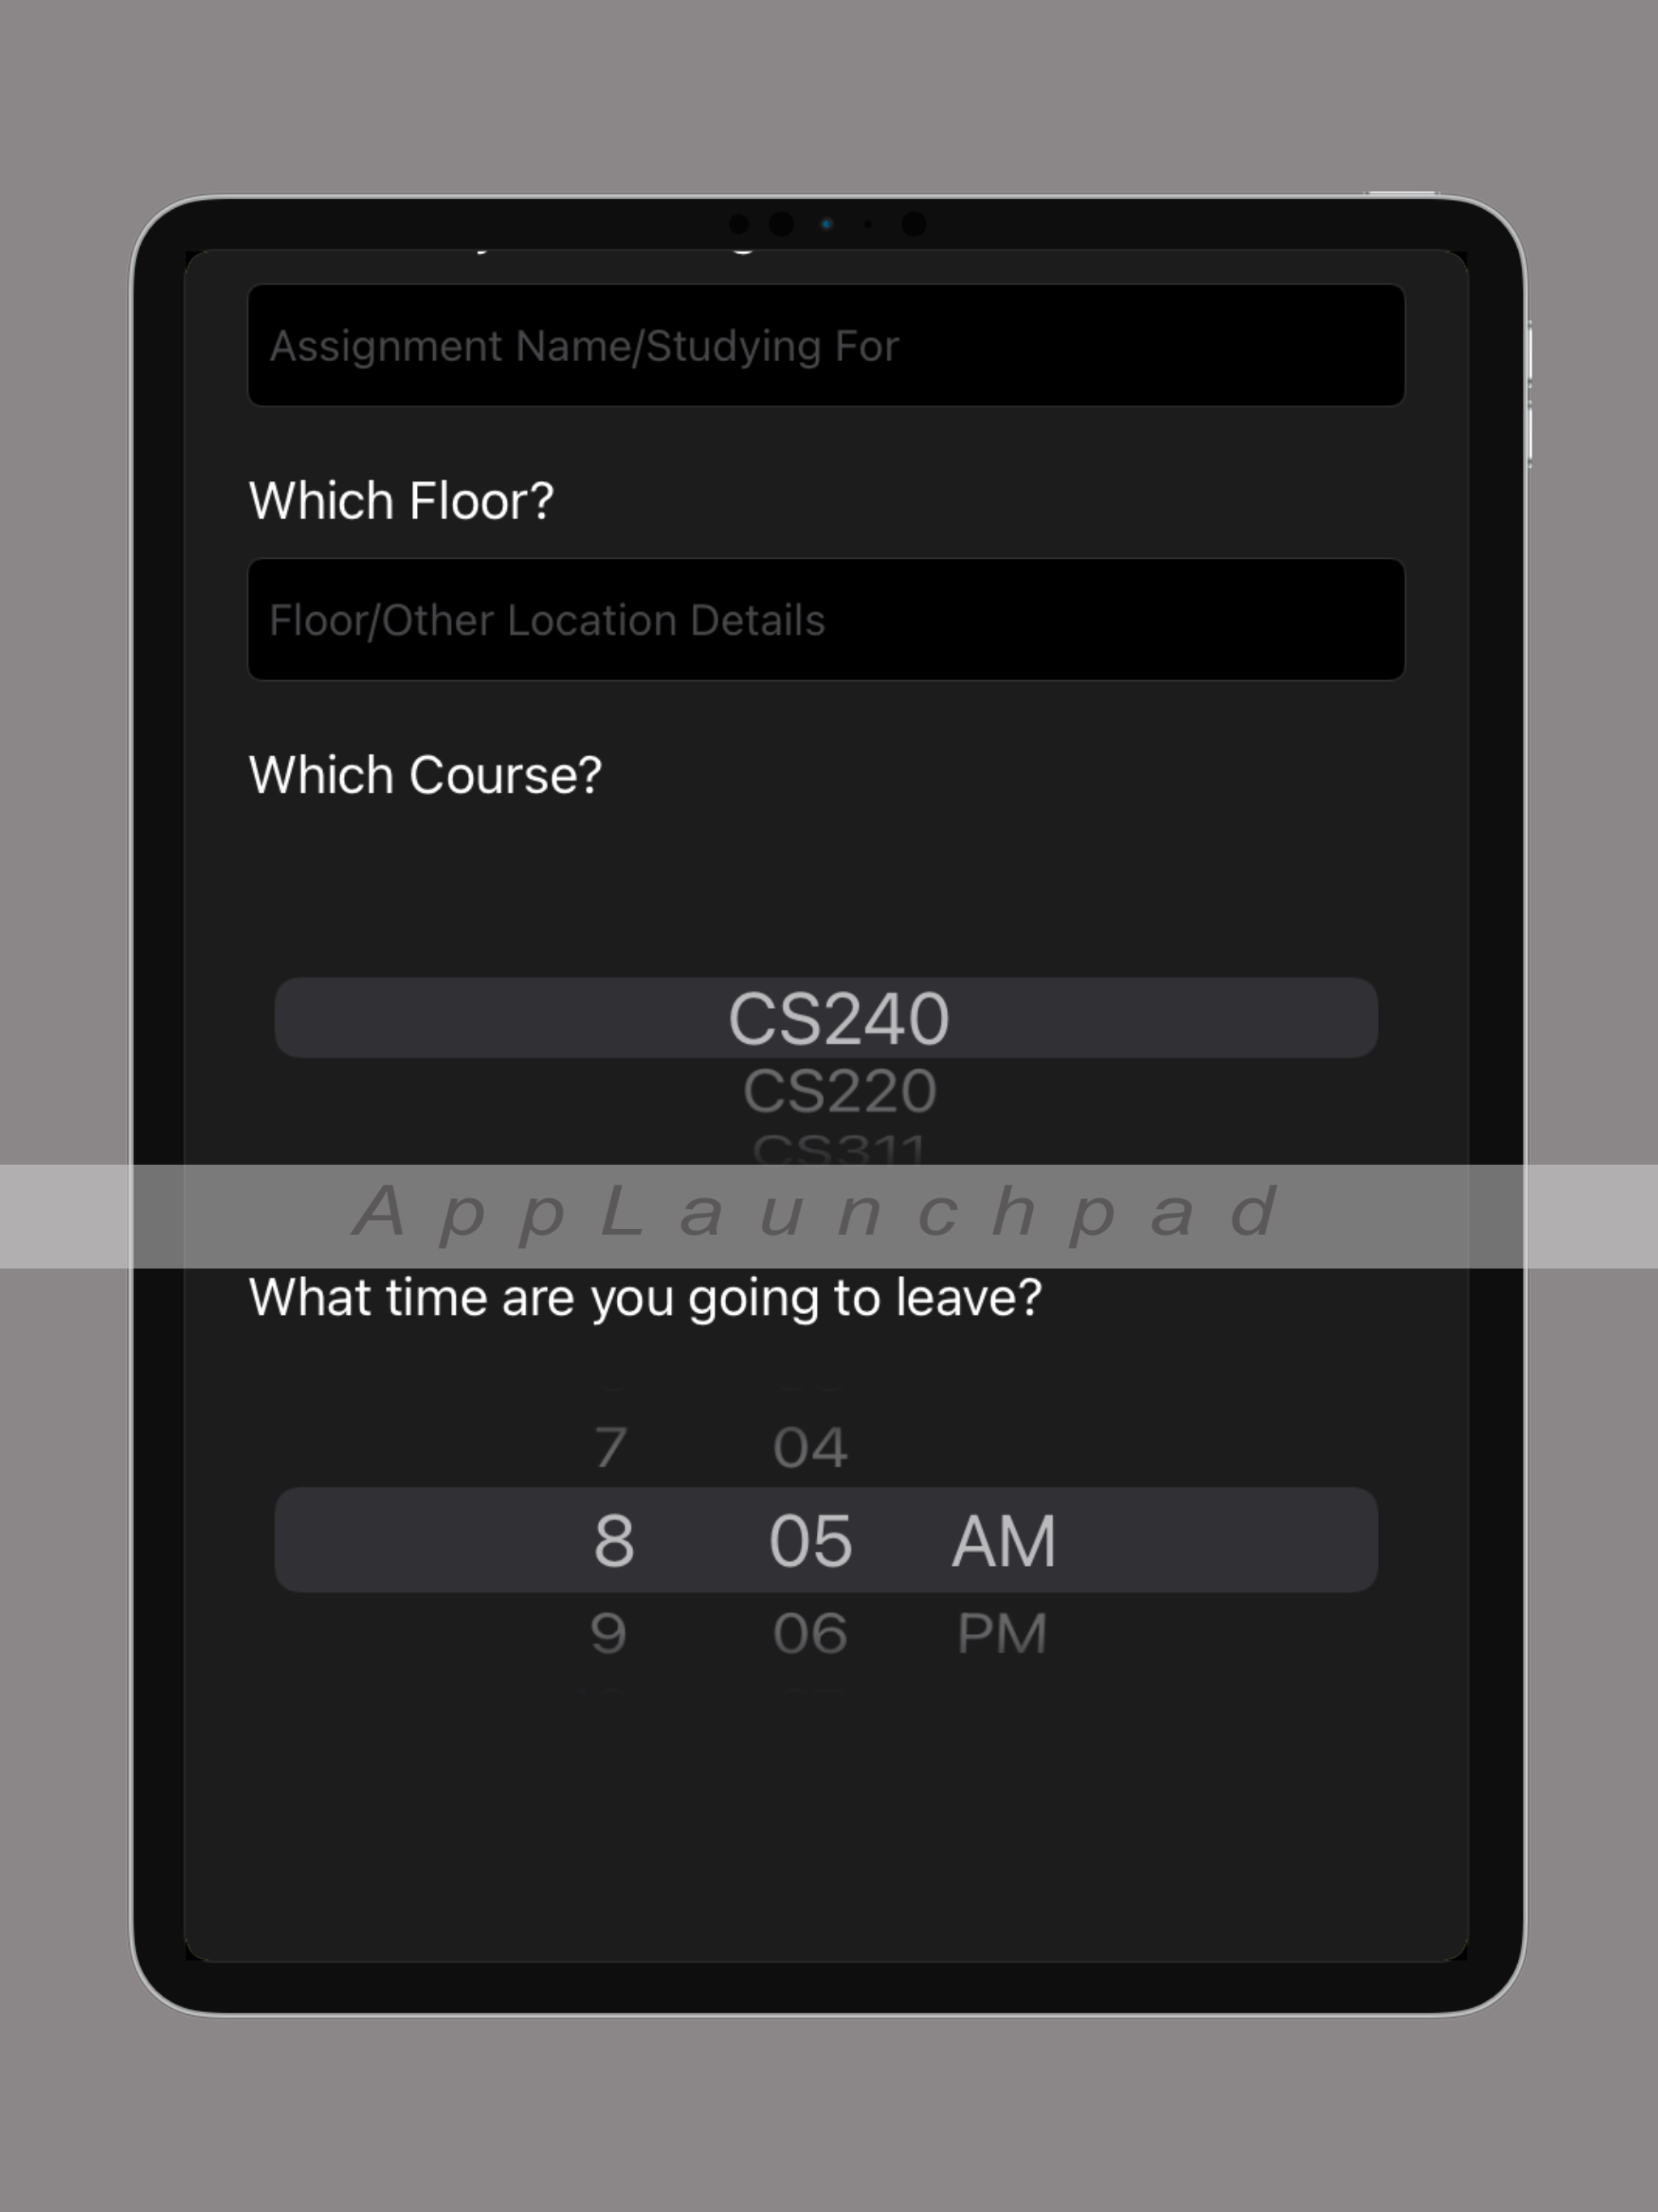 Assignment Name/Studying For
Which Floor?
Floor/Other Location Details
Which Course?
CS240
CS220
CS311
AppLaunchpad
What time are you going to leave?
7 04
8 05 AM
9 06 PM